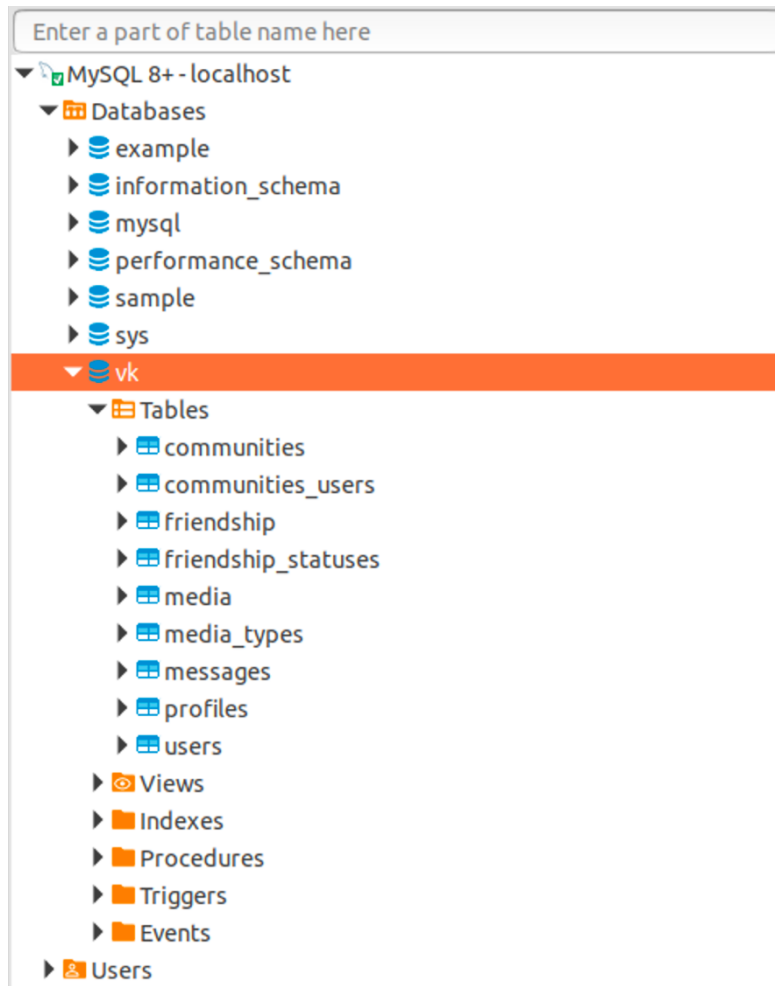 Enter a part of table name here
MySQL 8+ - localhost
Databases
example
information_schema
mysql
performance_schema
sample
sys
vk
Tables
communities
communities_users
friendship
friendship_statuses
media
media_types
messages
profiles
users
Views
Indexes
Procedures
Triggers
Events
Users